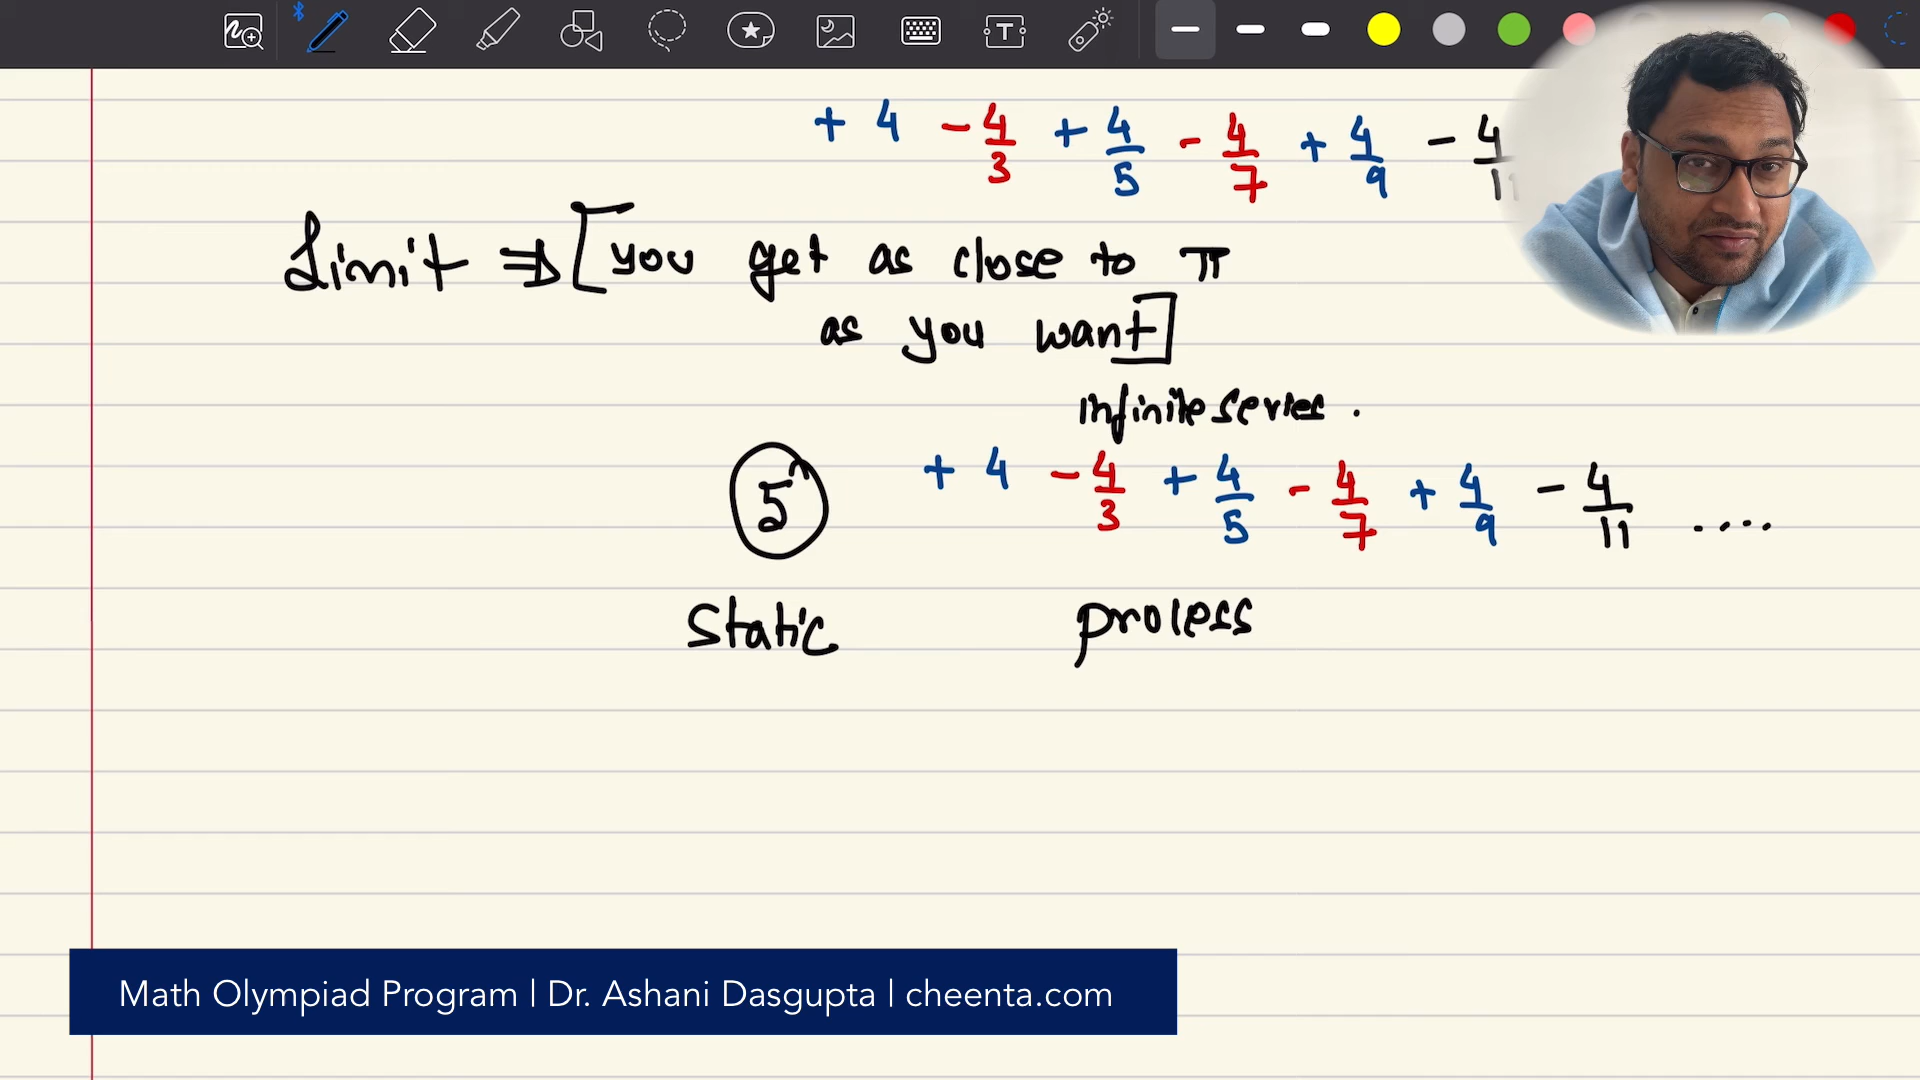 + 4 - 4/3 + 4/5 - 4/7 + 4/9 - 4/11
Limit ⇒ [you get as close to π
as you want]
infinite series .
5 + 4 - 4/3 + 4/5 - 4/7 + 4/9 - 4/11 ....
Static process
Math Olympiad Program | Dr. Ashani Dasgupta | cheenta.com